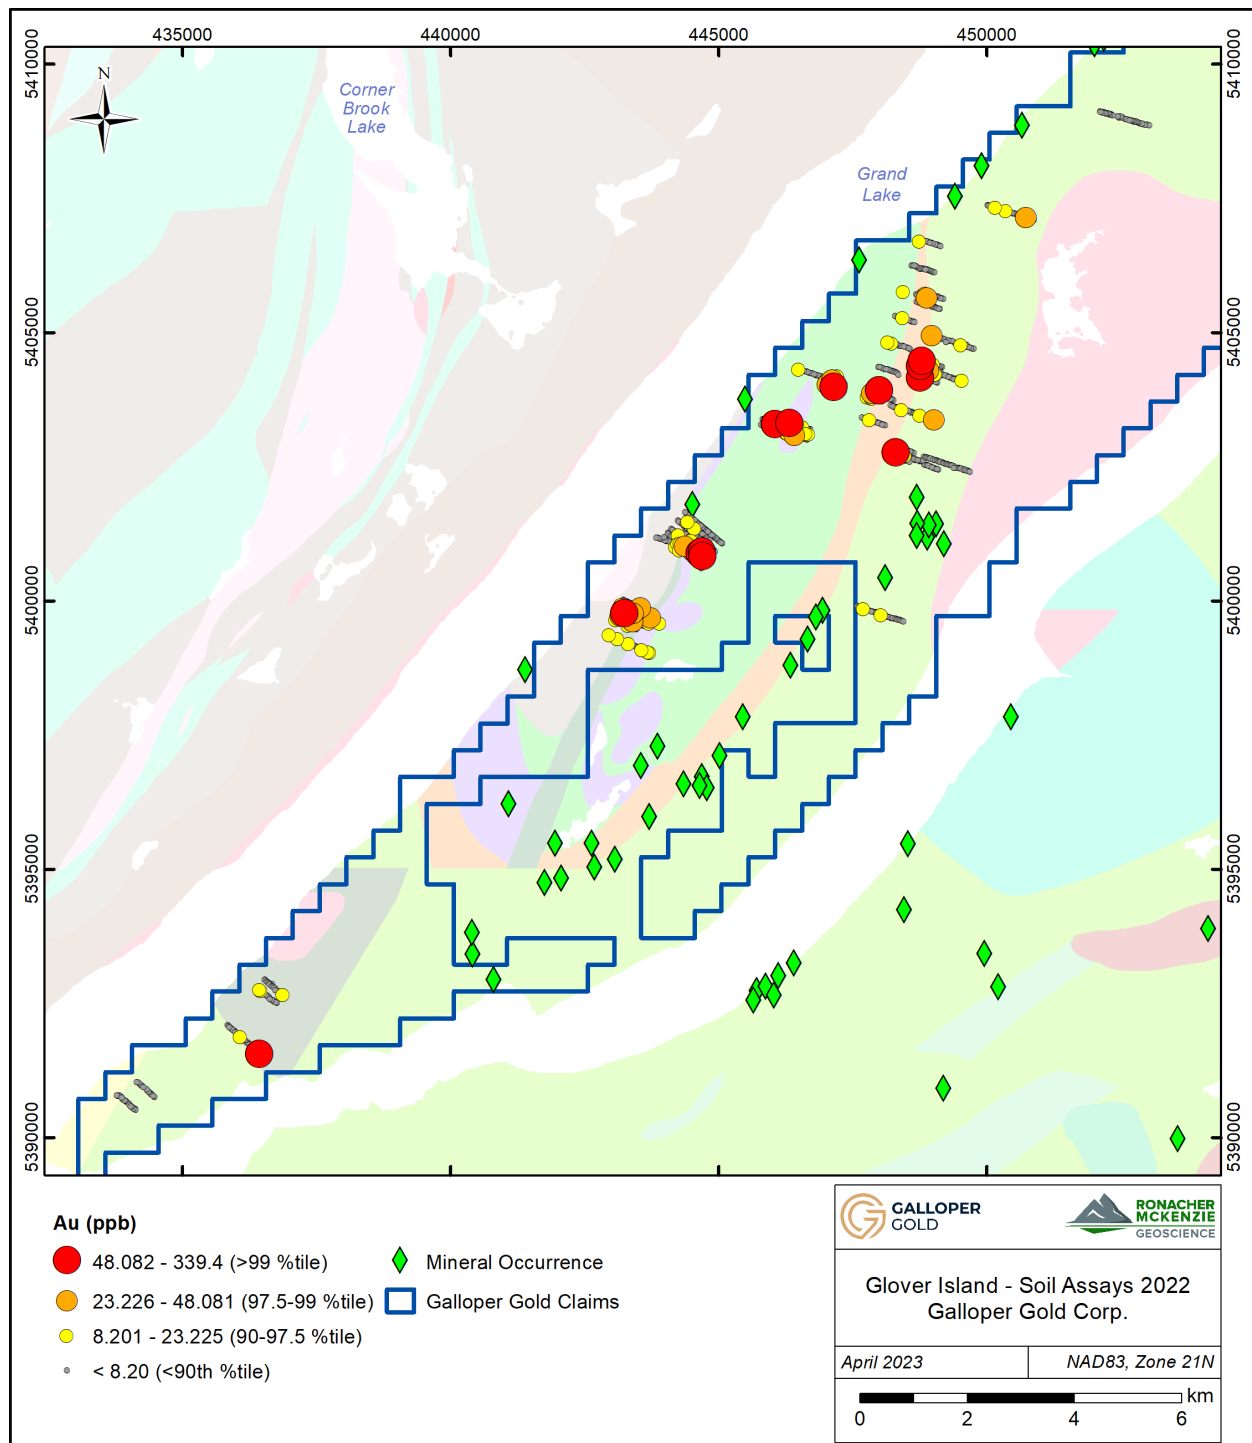 435000
440000
445000
450000
5410000
5410000
N
Corner
Brook
Lake
Grand
Lake
5405000
5405000
5400000
5400000
5395000
5395000
5390000
5390000
Au (ppb)
48.082 - 339.4 (>99 %tile)
23.226 - 48.081 (97.5-99 %tile)
8.201 - 23.225 (90-97.5 %tile)
< 8.20 (<90th %tile)
Mineral Occurrence
Galloper Gold Claims
GALLOPER
GOLD
RONACHER
MCKENZIE
GEOSCIENCE
Glover Island - Soil Assays 2022
Galloper Gold Corp.
April 2023
NAD83, Zone 21N
km
0 2 4 6